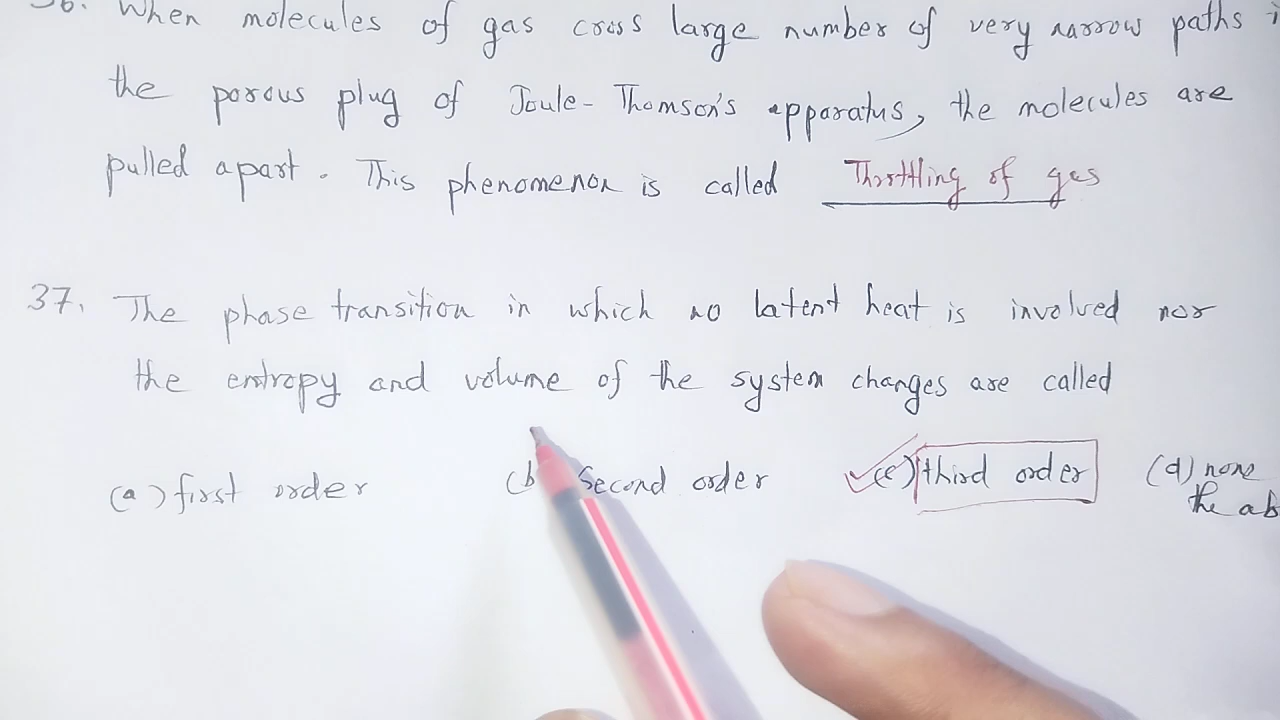 36. When molecules of gas cross large number of very narrow paths i
the porous plug of Joule-Thomson's apparatus, the molecules are
pulled apart. This phenomenon is called Throttling of gas
37. The phase transition in which no latent heat is involved nor
the entropy and volume of the system changes are called
(a) first order (b Second order (c) third order (d) none
the ab